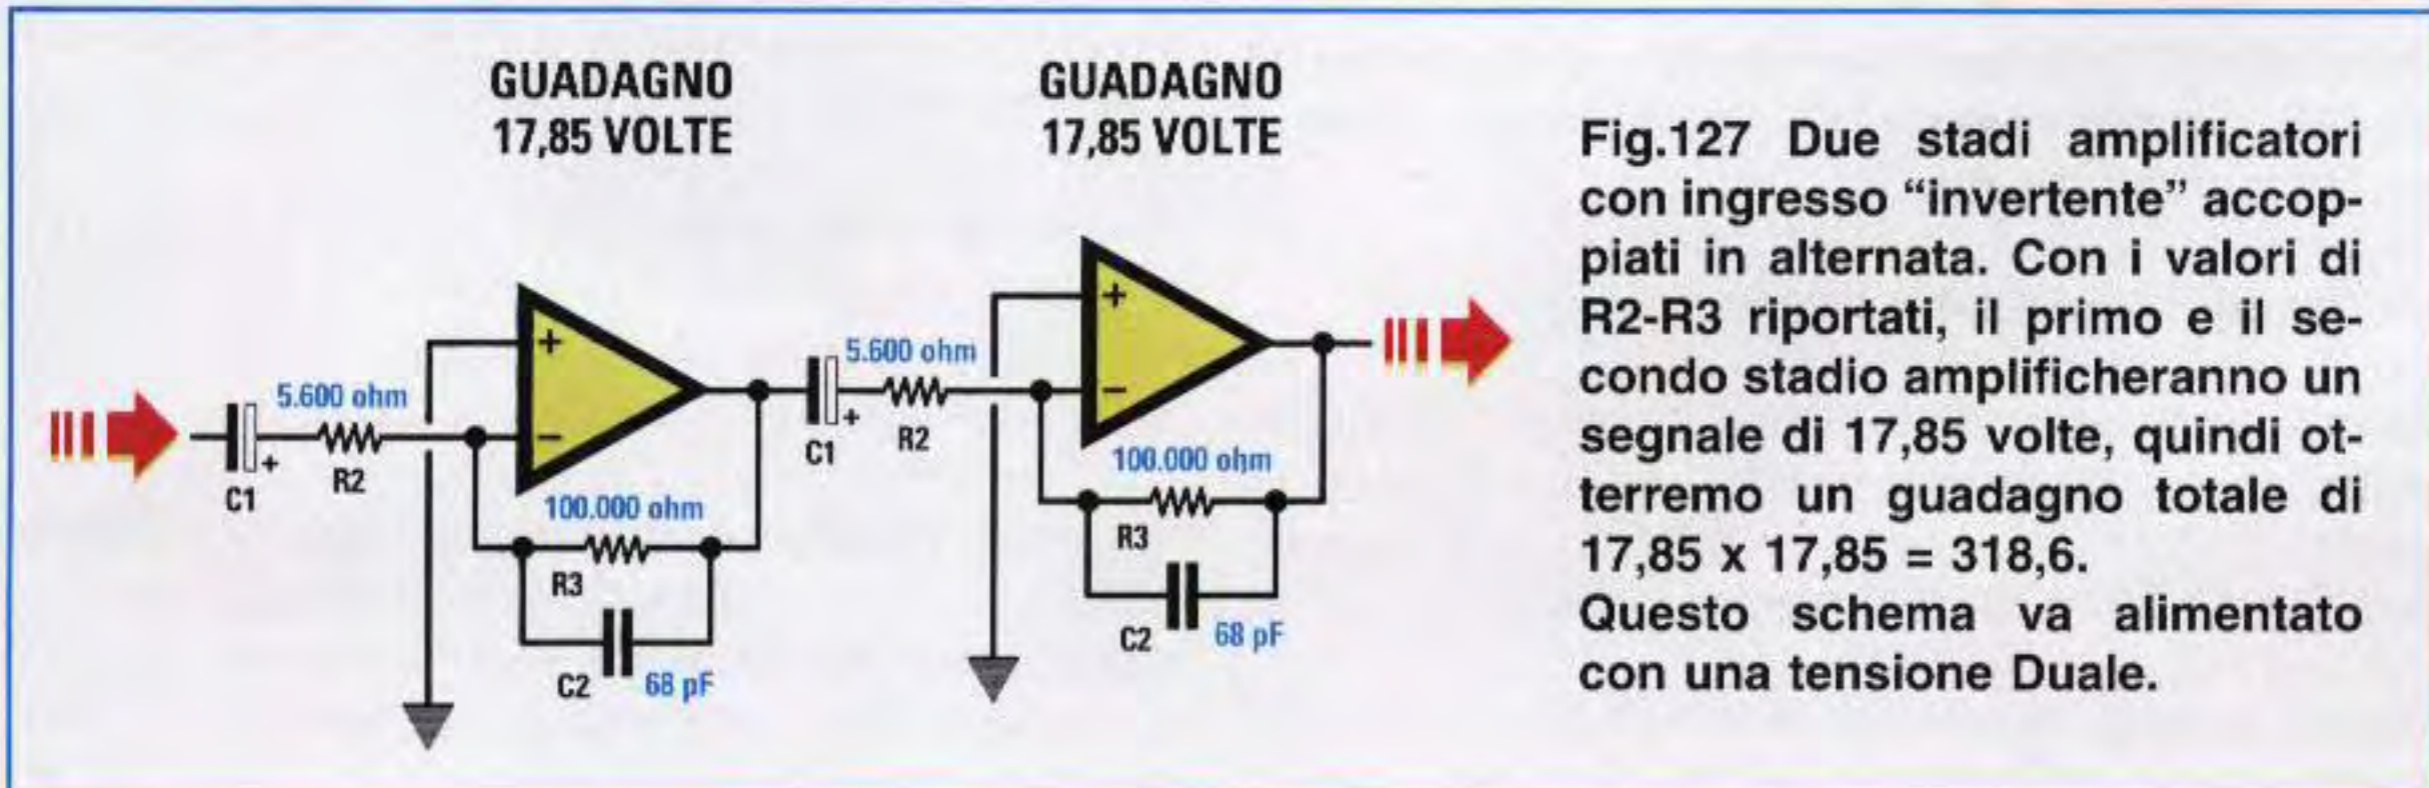 GUADAGNO
17,85 VOLTE
GUADAGNO
17,85 VOLTE
5.600 ohm
C1
+
R2
+
−
100.000 ohm
R3
C2
68 pF
5.600 ohm
C1
+
R2
+
−
100.000 ohm
R3
C2
68 pF
Fig.127 Due stadi amplificatori
con ingresso “invertente” accop-
piati in alternata. Con i valori di
R2-R3 riportati, il primo e il se-
condo stadio amplificheranno un
segnale di 17,85 volte, quindi ot-
terremo un guadagno totale di
17,85 x 17,85 = 318,6.
Questo schema va alimentato
con una tensione Duale.